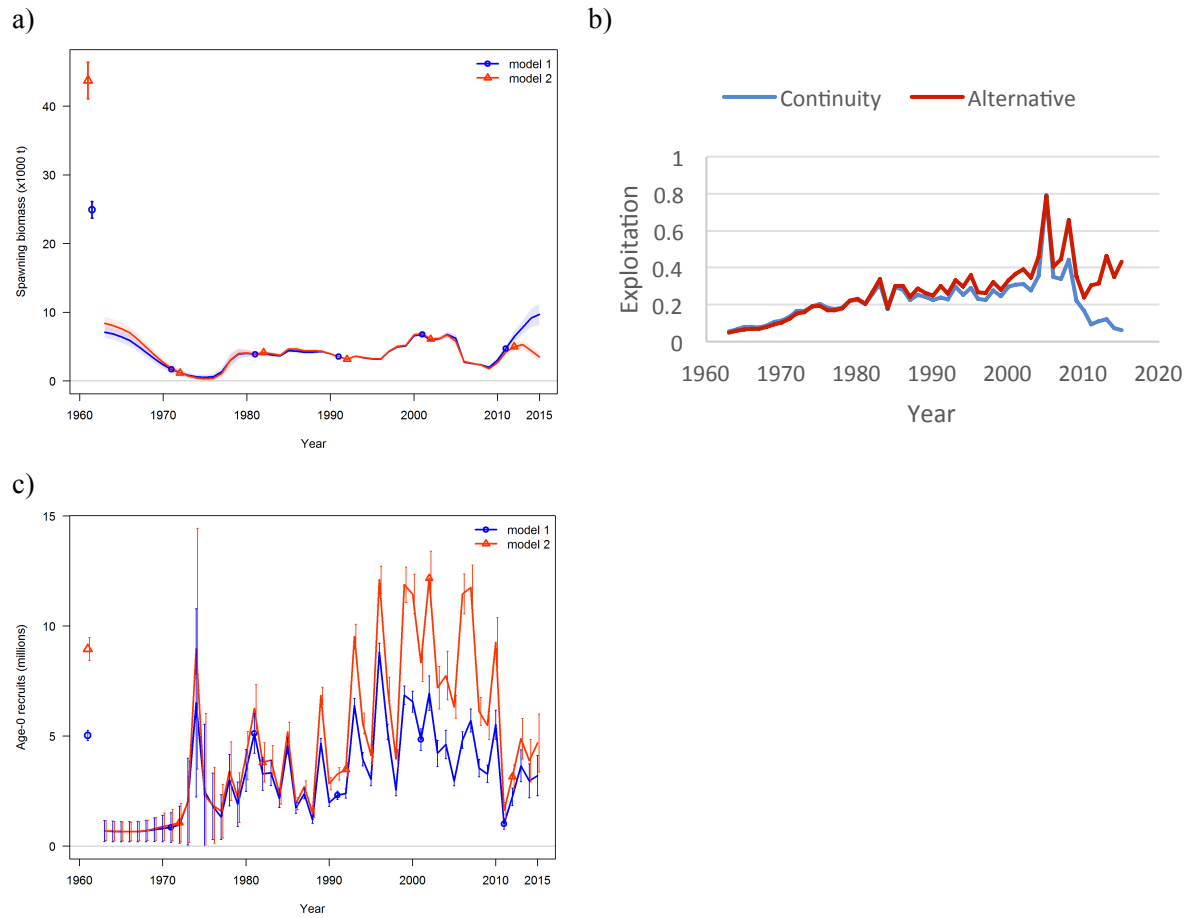 a)
model 1
model 2
Spawning biomass (x1000 t)
40
30
20
10
0
1960 1970 1980 1990 2000 2010 2015
Year
b)
Continuity Alternative
Exploitation
1
0.8
0.6
0.4
0.2
0
1960 1970 1980 1990 2000 2010 2020
Year
c)
model 1
model 2
Age-0 recruits (millions)
15
10
5
0
1960 1970 1980 1990 2000 2010 2015
Year